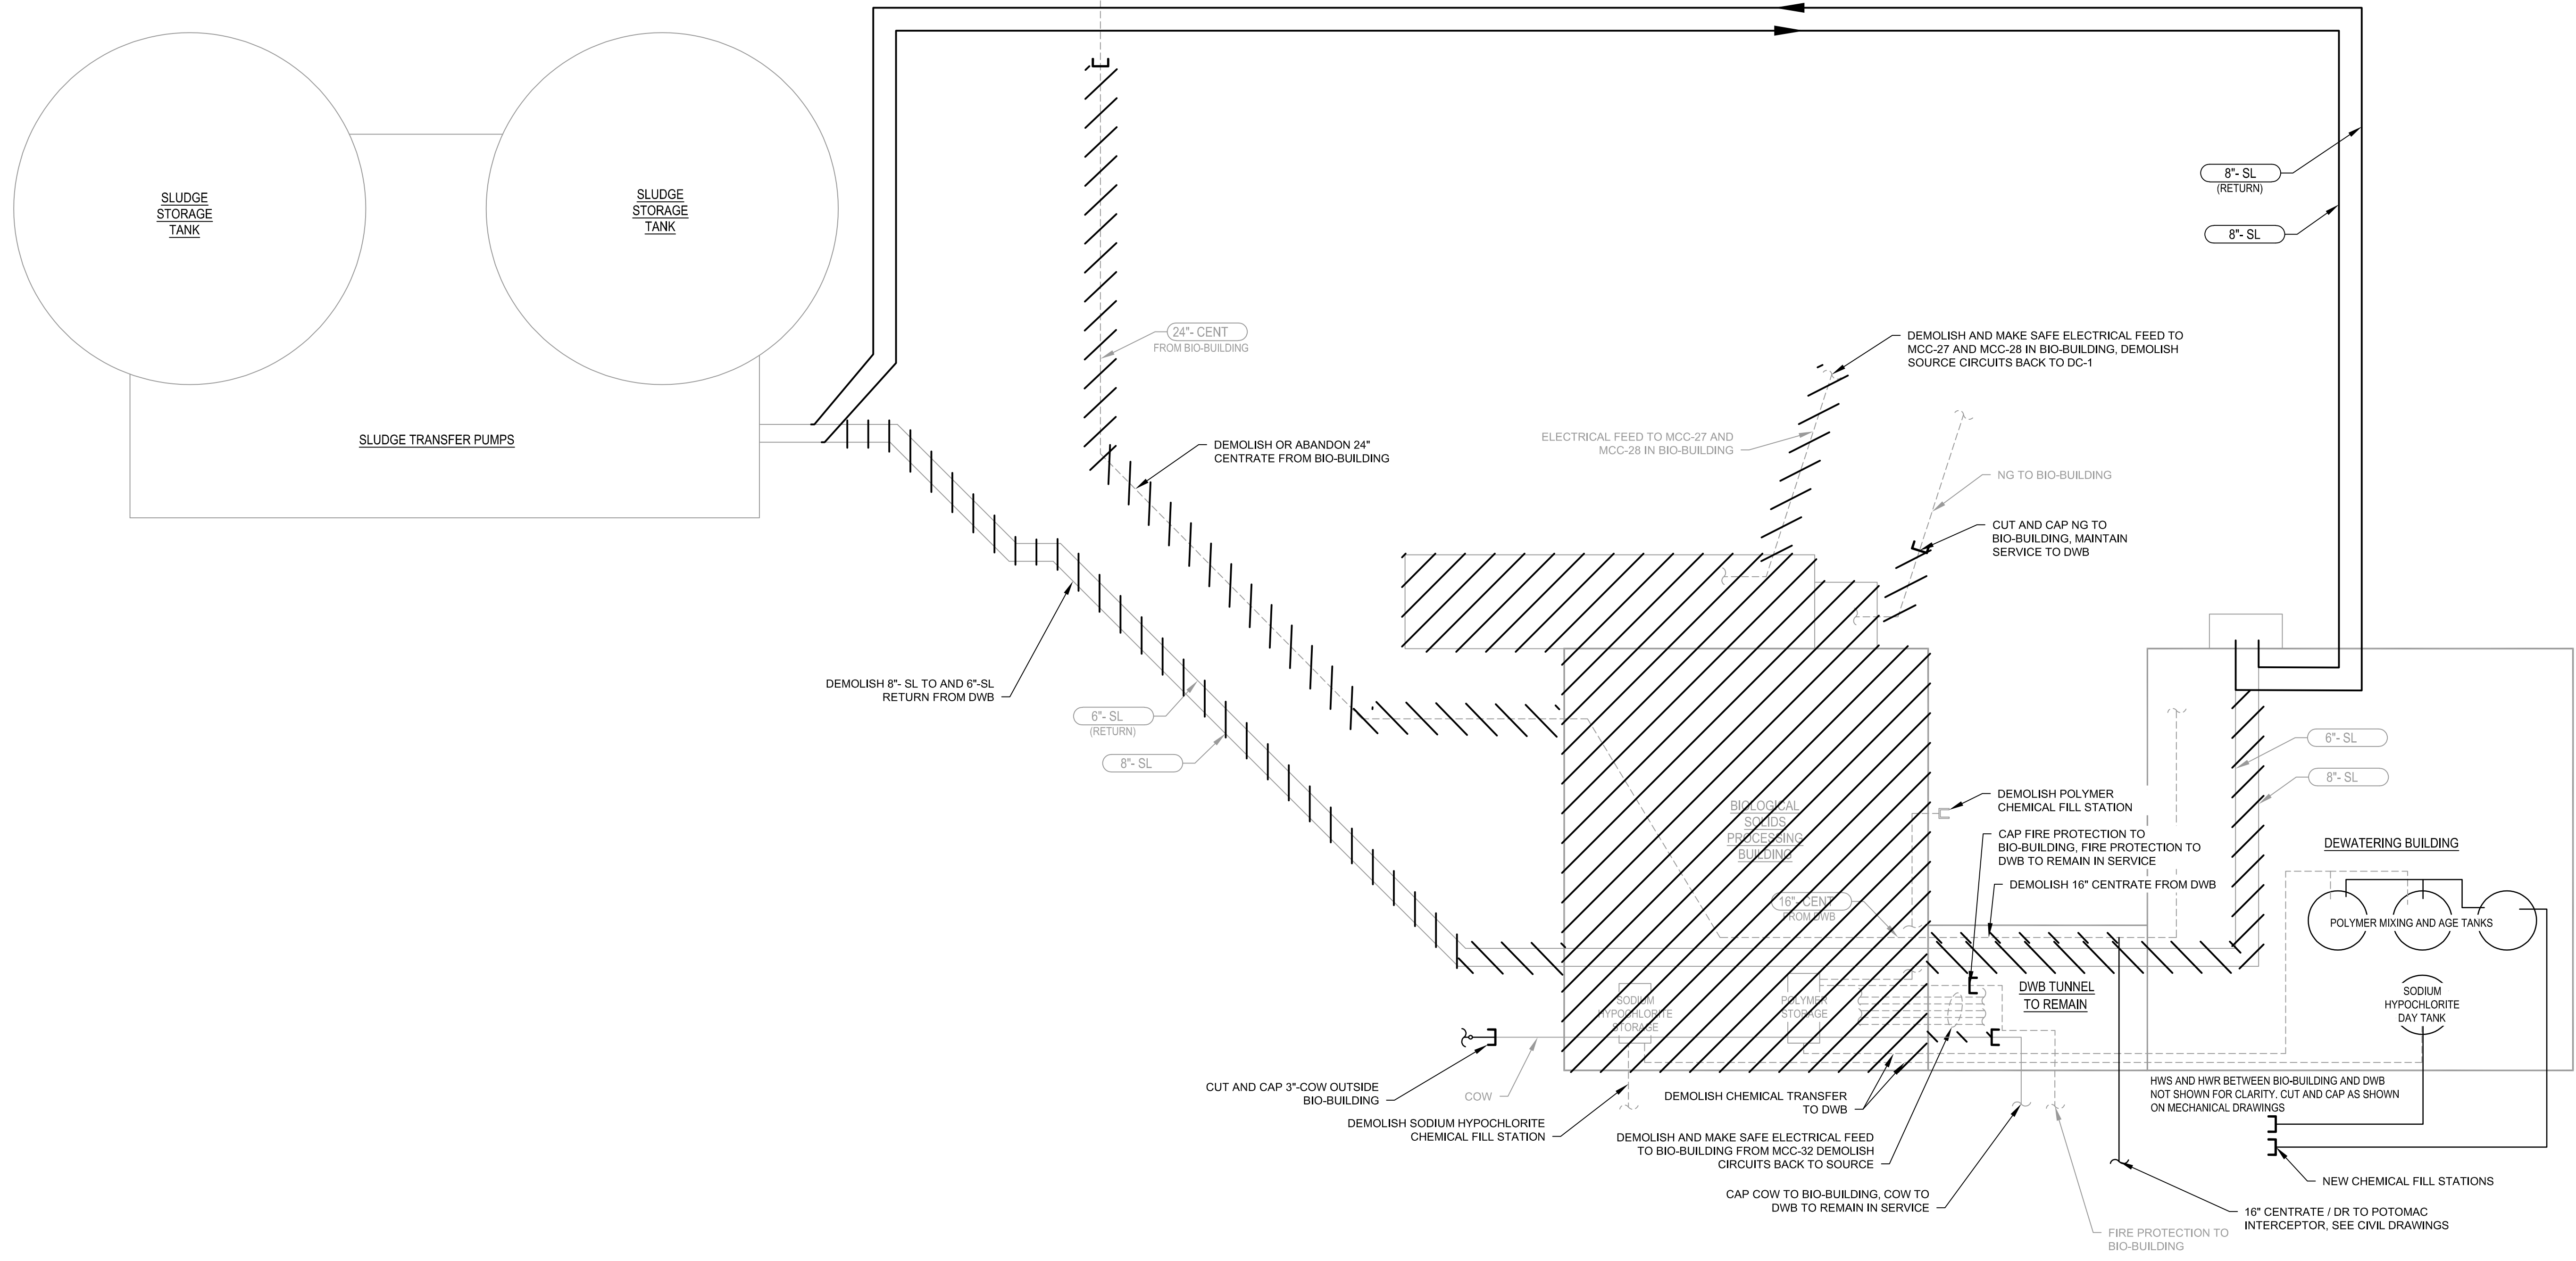 8"- SL
(RETURN)
8"- SL
SLUDGE
STORAGE
TANK
SLUDGE
STORAGE
TANK
SLUDGE TRANSFER PUMPS
24"- CENT
FROM BIO-BUILDING
DEMOLISH OR ABANDON 24"
CENTRATE FROM BIO-BUILDING
DEMOLISH AND MAKE SAFE ELECTRICAL FEED TO
MCC-27 AND MCC-28 IN BIO-BUILDING, DEMOLISH
SOURCE CIRCUITS BACK TO DC-1
ELECTRICAL FEED TO MCC-27 AND
MCC-28 IN BIO-BUILDING
NG TO BIO-BUILDING
CUT AND CAP NG TO
BIO-BUILDING, MAINTAIN
SERVICE TO DWB
DEMOLISH 8"- SL TO AND 6"-SL
RETURN FROM DWB
6"- SL
(RETURN)
8"- SL
6"- SL
8"- SL
BIOLOGICAL
SOLIDS
PROCESSING
BUILDING
DEMOLISH POLYMER
CHEMICAL FILL STATION
CAP FIRE PROTECTION TO
BIO-BUILDING, FIRE PROTECTION TO
DWB TO REMAIN IN SERVICE
DEMOLISH 16" CENTRATE FROM DWB
16"- CENT
FROM DWB
DEWATERING BUILDING
POLYMER MIXING AND AGE TANKS
SODIUM
HYPOCHLORITE
STORAGE
POLYMER
STORAGE
DWB TUNNEL
TO REMAIN
SODIUM
HYPOCHLORITE
DAY TANK
CUT AND CAP 3"-COW OUTSIDE
BIO-BUILDING
COW
DEMOLISH SODIUM HYPOCHLORITE
CHEMICAL FILL STATION
DEMOLISH CHEMICAL TRANSFER
TO DWB
DEMOLISH AND MAKE SAFE ELECTRICAL FEED
TO BIO-BUILDING FROM MCC-32 DEMOLISH
CIRCUITS BACK TO SOURCE
CAP COW TO BIO-BUILDING, COW TO
DWB TO REMAIN IN SERVICE
HWS AND HWR BETWEEN BIO-BUILDING AND DWB
NOT SHOWN FOR CLARITY. CUT AND CAP AS SHOWN
ON MECHANICAL DRAWINGS
NEW CHEMICAL FILL STATIONS
16" CENTRATE / DR TO POTOMAC
INTERCEPTOR, SEE CIVIL DRAWINGS
FIRE PROTECTION TO
BIO-BUILDING